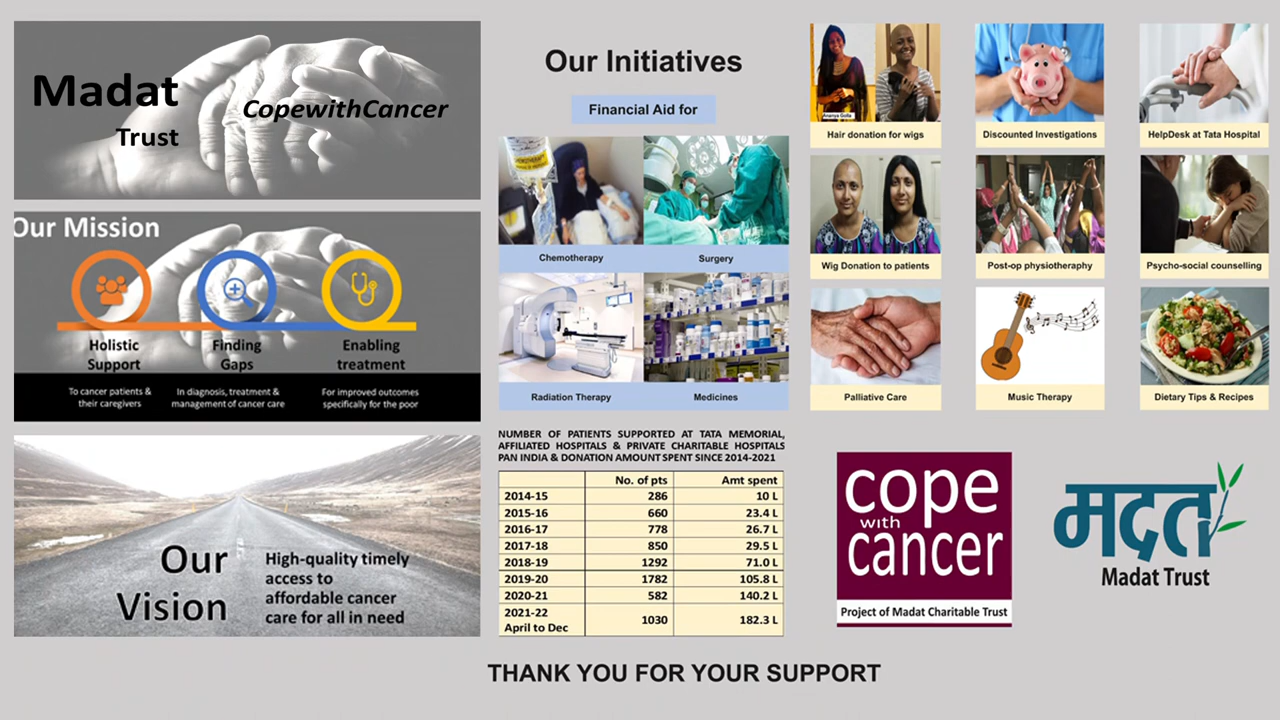 Madat
Trust
CopewithCancer
Our Mission
Holistic
Support
To cancer patients &
their caregivers
Finding
Gaps
In diagnosis, treatment &
management of cancer care
Enabling
treatment
For improved outcomes
specifically for the poor
Our
Vision
High-quality timely
access to
affordable cancer
care for all in need
Our Initiatives
Financial Aid for
CHEMOTHERAPY
Chemotherapy
Surgery
Radiation Therapy
Medicines
NUMBER OF PATIENTS SUPPORTED AT TATA MEMORIAL,
AFFILIATED HOSPITALS & PRIVATE CHARITABLE HOSPITALS
PAN INDIA & DONATION AMOUNT SPENT SINCE 2014-2021
No. of pts Amt spent
2014-15 286 10 L
2015-16 660 23.4 L
2016-17 778 26.7 L
2017-18 850 29.5 L
2018-19 1292 71.0 L
2019-20 1782 105.8 L
2020-21 582 140.2 L
2021-22
April to Dec 1030 182.3 L
Ananya Golla
Hair donation for wigs
Discounted Investigations
HelpDesk at Tata Hospital
Wig Donation to patients
Post-op physiotheraphy
Psycho-social counselling
Palliative Care
Music Therapy
Dietary Tips & Recipes
cope
with
cancer
Project of Madat Charitable Trust
मदत
Madat Trust
THANK YOU FOR YOUR SUPPORT